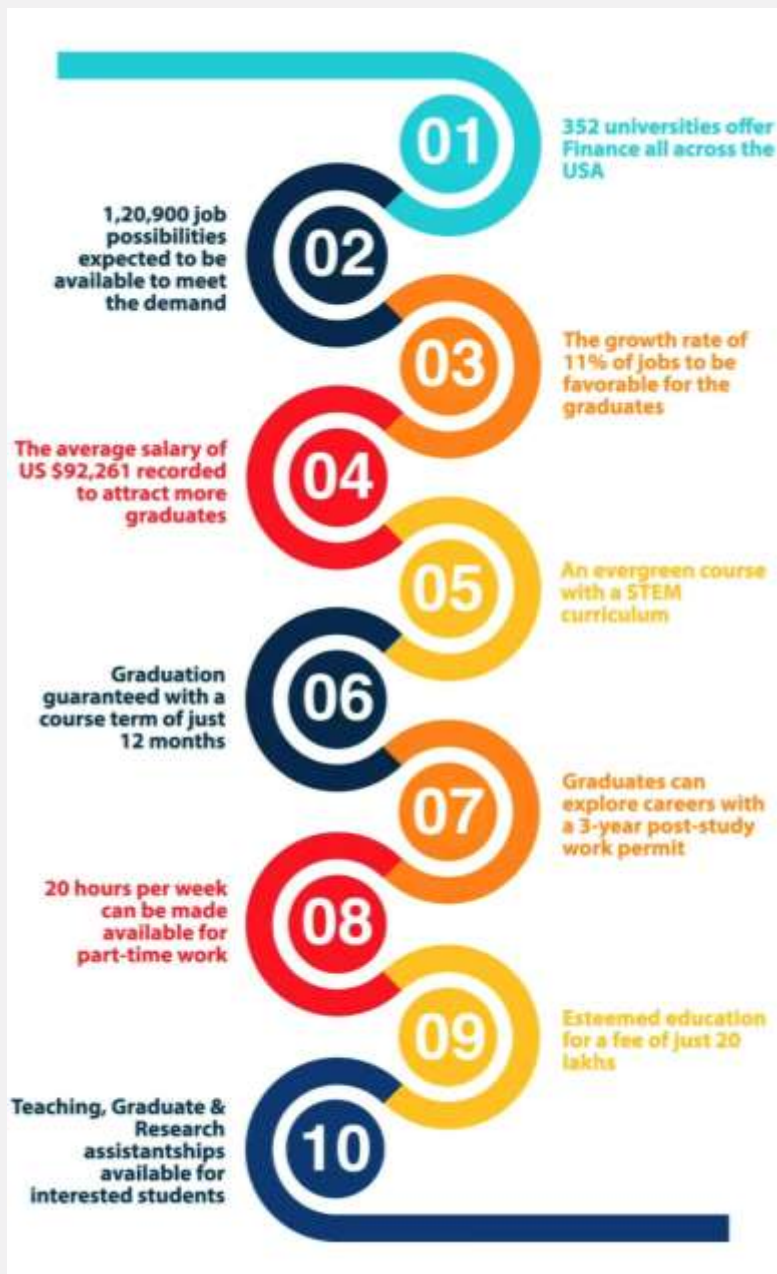 01
352 universities offer
Finance all across the
USA
1,20,900 job
possibilities
expected to be
available to meet
the demand
02
03
The growth rate of
11% of jobs to be
favorable for the
graduates
The average salary of
US $92,261 recorded
to attract more
graduates
04
05
An evergreen course
with a STEM
curriculum
Graduation
guaranteed with a
course term of just
12 months
06
07
Graduates can
explore careers with
a 3-year post-study
work permit
20 hours per week
can be made
available for
part-time work
08
09
Esteemed education
for a fee of just 20
lakhs
Teaching, Graduate &
Research
assistantships
available for
interested students
10